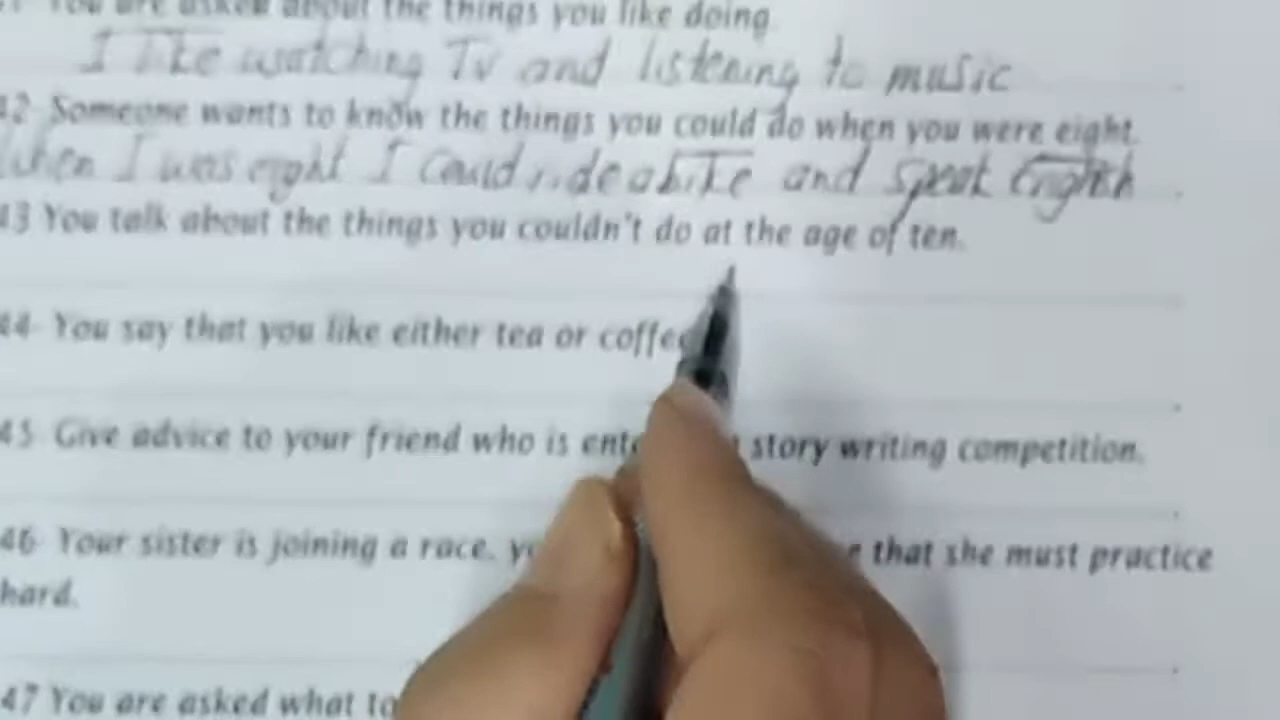 You are asked about the things you like doing
I like watching Tv and listening to music
42 Someone wants to know the things you could do when you were eight.
When I was eight I could ride a bike and speak English
43 You talk about the things you couldn't do at the age of ten.
44- You say that you like either tea or coffee
45- Give advice to your friend who is story writing competition.
46- Your sister is joining a race. that she must practice
hard.
47 You are asked what to